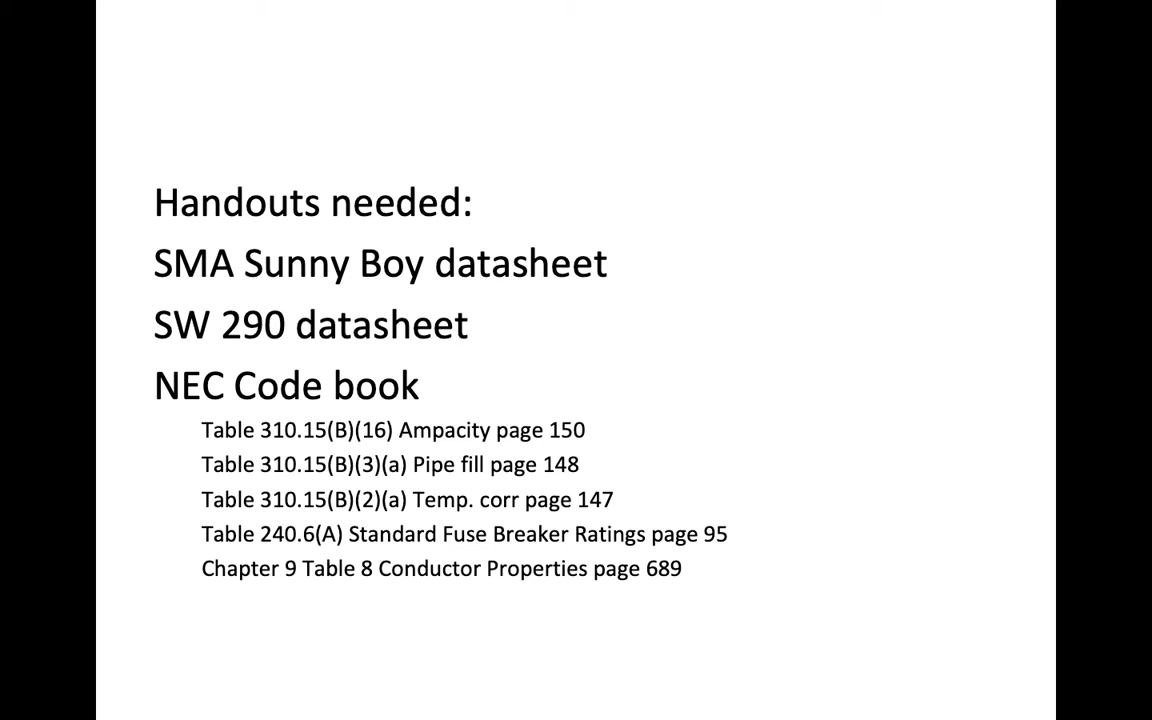 Handouts needed:
SMA Sunny Boy datasheet
SW 290 datasheet
NEC Code book
Table 310.15(B)(16) Ampacity page 150
Table 310.15(B)(3)(a) Pipe fill page 148
Table 310.15(B)(2)(a) Temp. corr page 147
Table 240.6(A) Standard Fuse Breaker Ratings page 95
Chapter 9 Table 8 Conductor Properties page 689